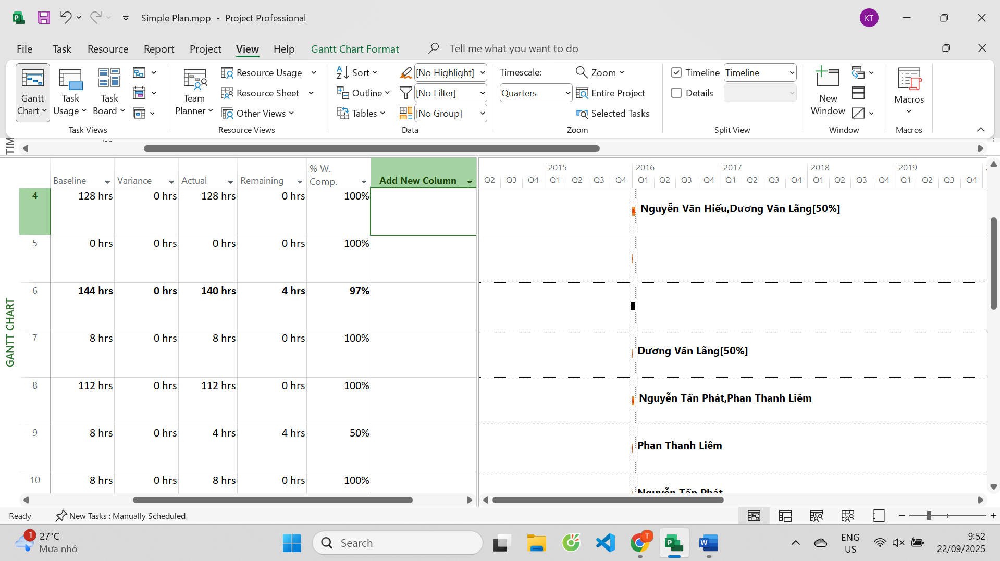 Simple Plan.mpp - Project Professional
KT
File Task Resource Report Project View Help Gantt Chart Format Tell me what you want to do
Gantt Chart
Task Usage
Task Board
Task Views
Team Planner
Resource Usage
Resource Sheet
Other Views
Resource Views
Sort
Outline
Tables
[No Highlight]
[No Filter]
[No Group]
Data
Timescale:
Quarters
Zoom
Entire Project
Selected Tasks
Zoom
Timeline Timeline
Details
Split View
New Window
Window
Macros
Macros
TIM
Baseline Variance Actual Remaining % W. Comp. Add New Column
2015 2016 2017 2018 2019
Q2 Q3 Q4 Q1 Q2 Q3 Q4 Q1 Q2 Q3 Q4 Q1 Q2 Q3 Q4 Q1 Q2 Q3 Q4 Q1 Q2 Q3 Q4
GANTT CHART
4 128 hrs 0 hrs 128 hrs 0 hrs 100% Nguyễn Văn Hiếu,Dương Văn Lãng[50%]
5 0 hrs 0 hrs 0 hrs 0 hrs 100%
6 144 hrs 0 hrs 140 hrs 4 hrs 97%
7 8 hrs 0 hrs 8 hrs 0 hrs 100% Dương Văn Lãng[50%]
8 112 hrs 0 hrs 112 hrs 0 hrs 100% Nguyễn Tấn Phát,Phan Thanh Liêm
9 8 hrs 0 hrs 4 hrs 4 hrs 50% Phan Thanh Liêm
10 8 hrs 0 hrs 8 hrs 0 hrs 100% Nguyễn Tấn Phát
Ready New Tasks : Manually Scheduled
1 27°C
Mưa nhỏ
Search
T
ENG
US
9:52
22/09/2025